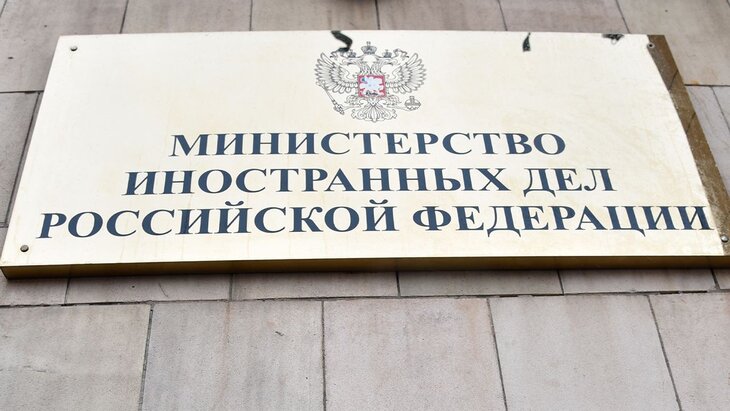 МИНИСТЕРСТВО
ИНОСТРАННЫХ ДЕЛ
РОССИЙСКОЙ ФЕДЕРАЦИИ